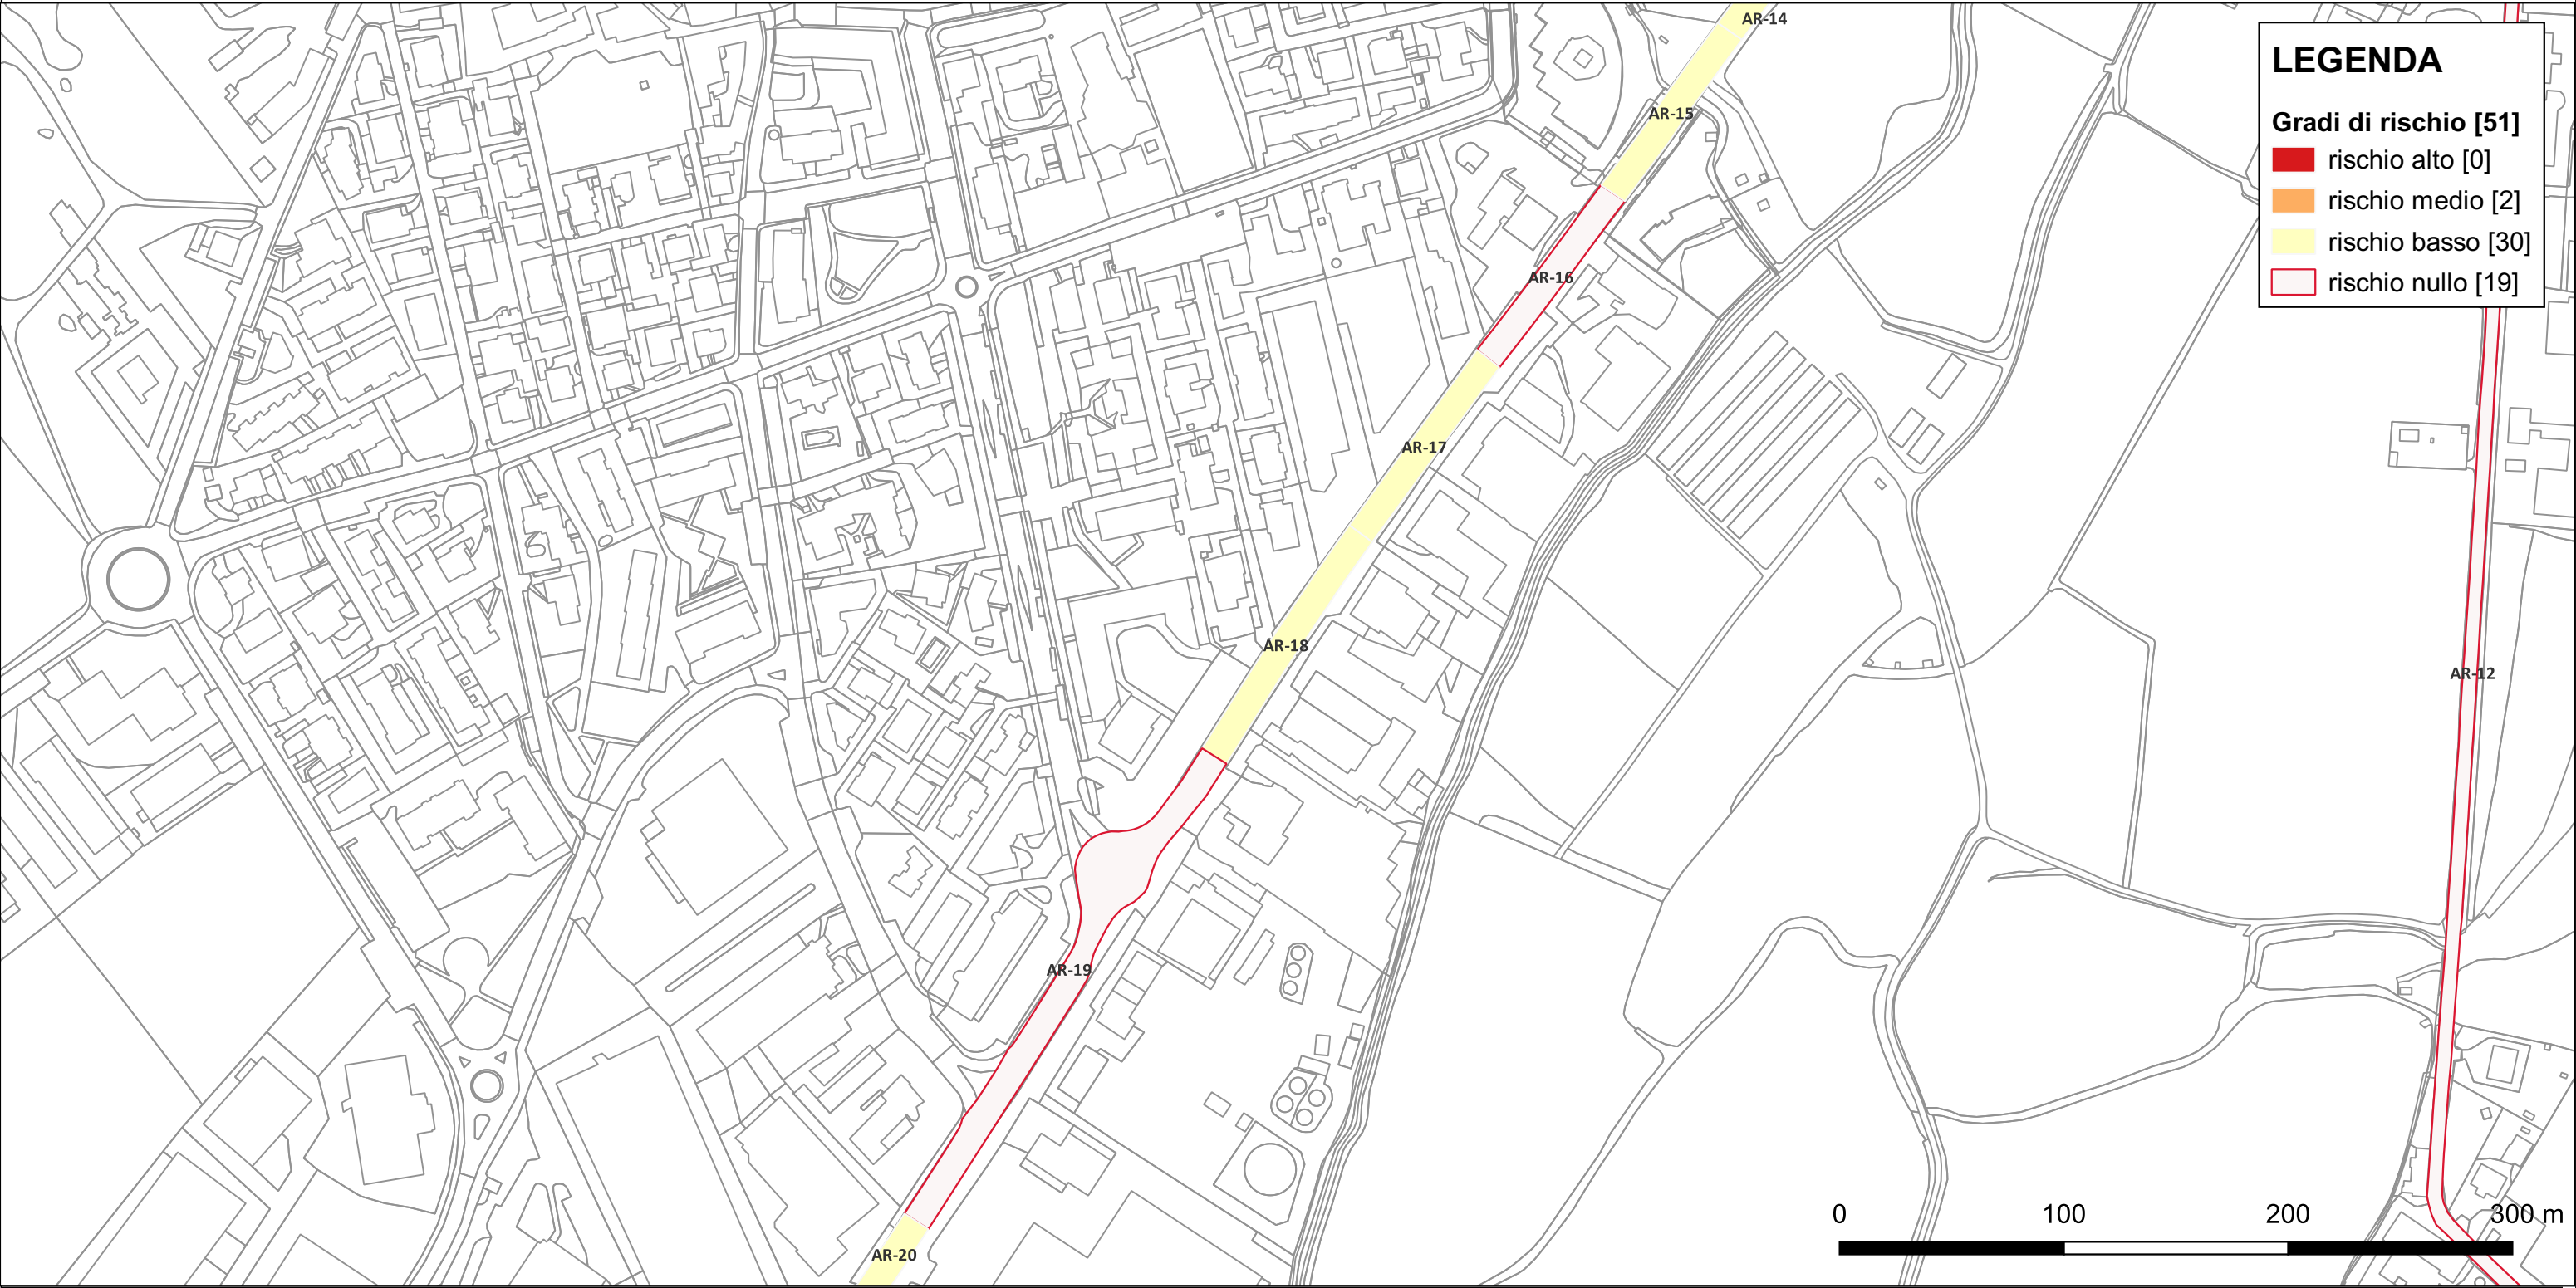 AR-14
LEGENDA
Gradi di rischio [51]
rischio alto [0]
rischio medio [2]
rischio basso [30]
rischio nullo [19]
AR-15
AR-16
AR-17
AR-18
AR-12
AR-19
AR-20
0 100 200 300 m